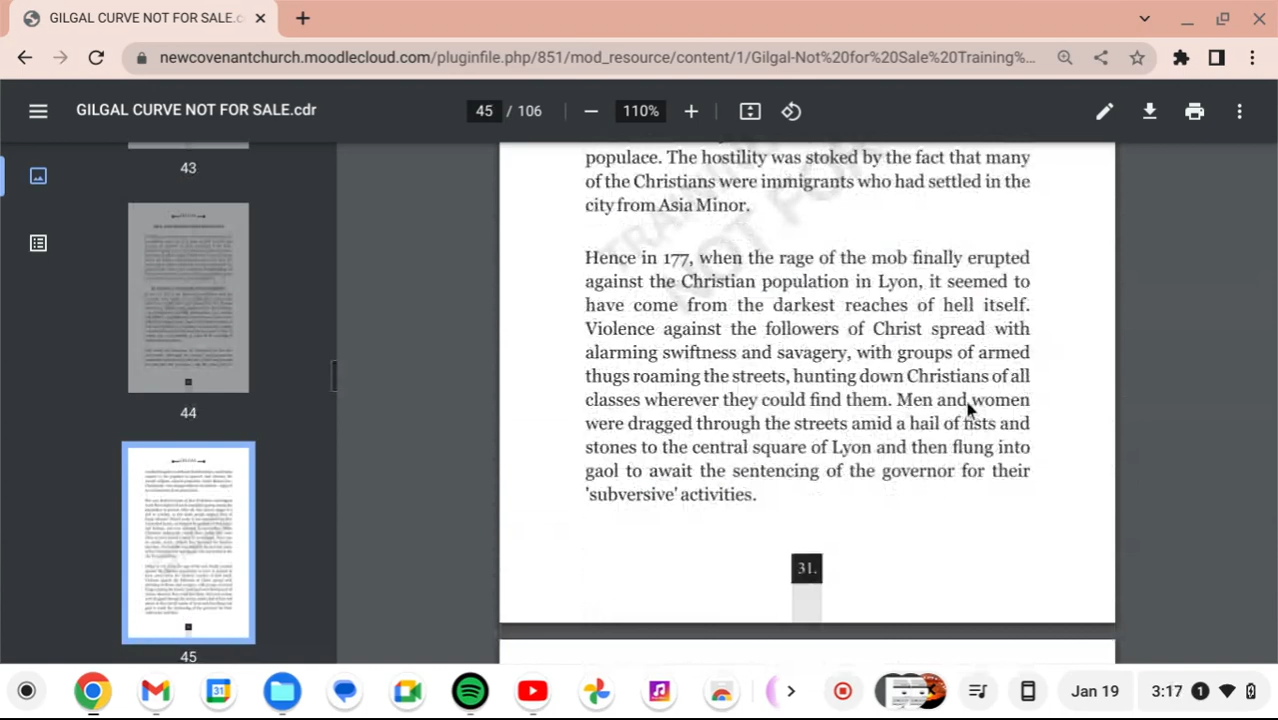 GILGAL CURVE NOT FOR SALE.c
newcovenantchurch.moodlecloud.com/pluginfile.php/851/mod_resource/content/1/Gilgal-Not%20for%20Sale%20Training%...
GILGAL CURVE NOT FOR SALE.cdr
45 / 106
110%
43
44
45
populace. The hostility was stoked by the fact that many
of the Christians were immigrants who had settled in the
city from Asia Minor.
Hence in 177, when the rage of the mob finally erupted
against the Christian population in Lyon, it seemed to
have come from the darkest reaches of hell itself.
Violence against the followers of Christ spread with
alarming swiftness and savagery, with groups of armed
thugs roaming the streets, hunting down Christians of all
classes wherever they could find them. Men and women
were dragged through the streets amid a hail of fists and
stones to the central square of Lyon and then flung into
gol to await the sentencing of the governor for their
'subversive' activities.
31.
31
Jan 19
3:17
1